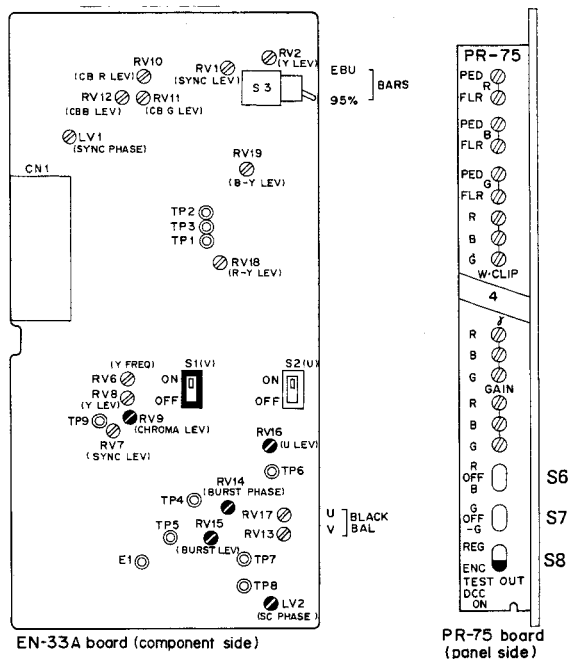 RV10
(CB R LEV)
RV1
(SYNC LEV)
RV2
(Y LEV)
S3
EBU
95%
BARS
RV12
(CBB LEV)
RV11
(CB G LEV)
LV1
(SYNC PHASE)
CN1
RV19
(B-Y LEV)
TP2
TP3
TP1
RV18
(R-Y LEV)
(Y FREQ)
RV6
RV8
(Y LEV)
TP9
RV9
(CHROMA LEV)
RV7
(SYNC LEV)
S1(V)
ON
OFF
S2(U)
ON
OFF
RV16
(U LEV)
TP6
RV14
(BURST PHASE)
TP4
RV17
RV13
U
V
BLACK
BAL
TP5
RV15
(BURST LEV)
E1
TP7
TP8
LV2
(SC PHASE)
EN-33A board (component side)
PR-75
PED
R
FLR
PED
B
FLR
PED
G
FLR
R
B
G
W·CLIP
4
γ
R
B
G
GAIN
R
B
G
R
OFF
B
S6
G
OFF
-G
S7
REG
ENC
S8
TEST OUT
DCC
ON
PR-75 board
(panel side)